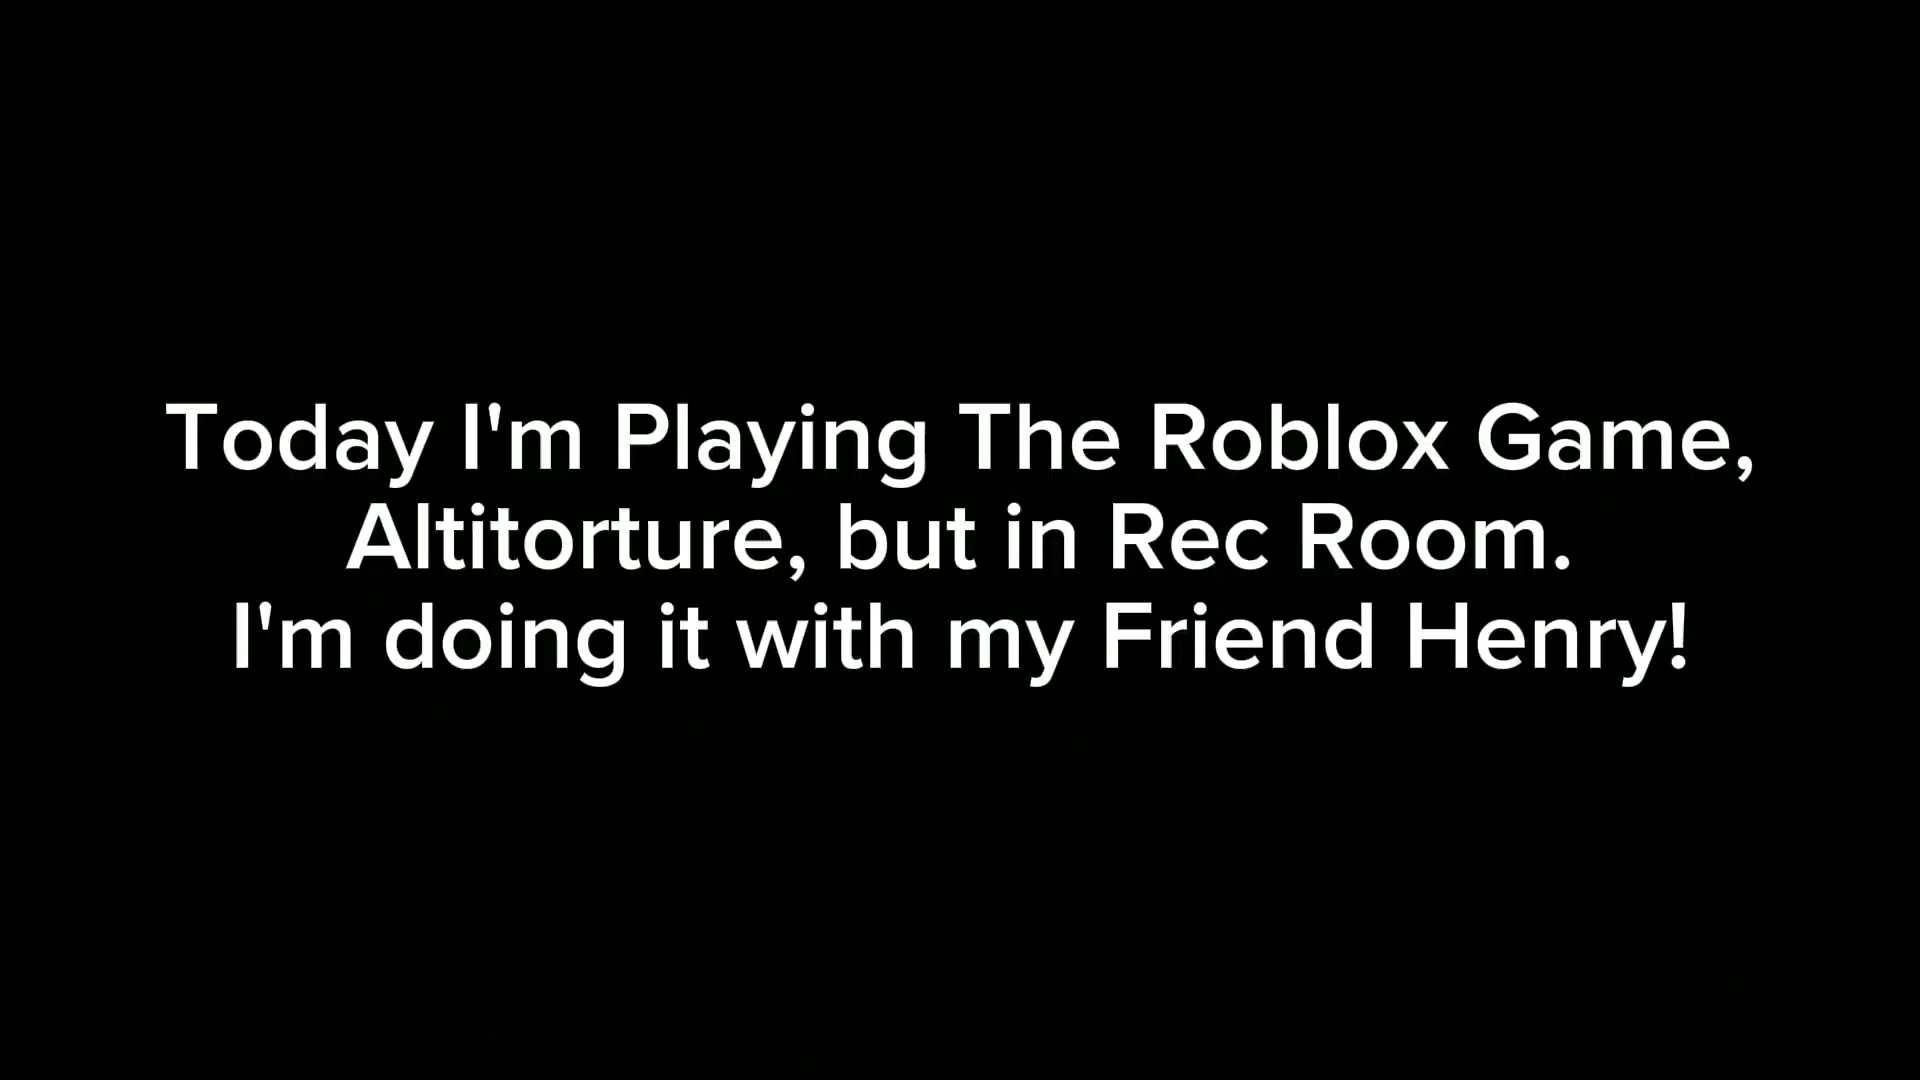 Today I'm Playing The Roblox Game,
Altitorture, but in Rec Room.
I'm doing it with my Friend Henry!